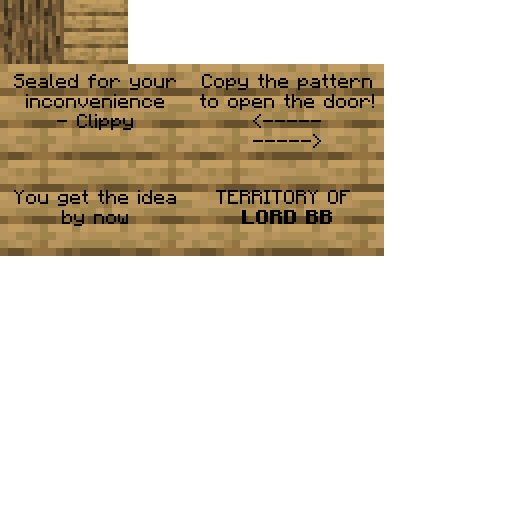 Sealed for your
inconvenience
- Clippy
Copy the pattern
to open the door!
<-----
----->
You get the idea
by now
TERRITORY OF
LORD BB